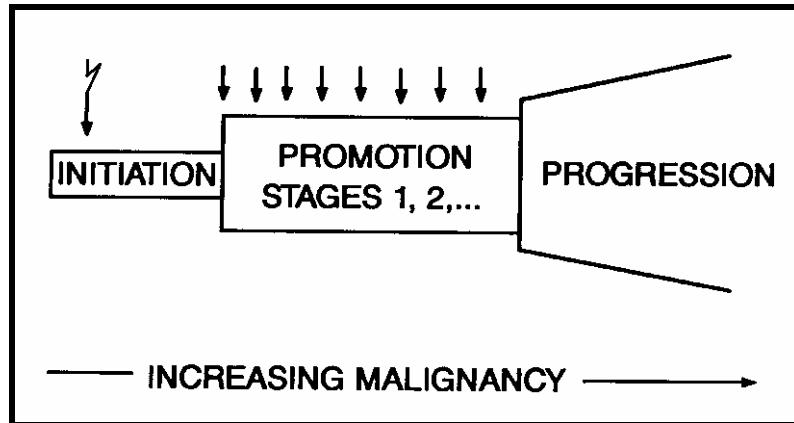 INITIATION
PROMOTION
STAGES 1, 2,...
PROGRESSION
INCREASING MALIGNANCY